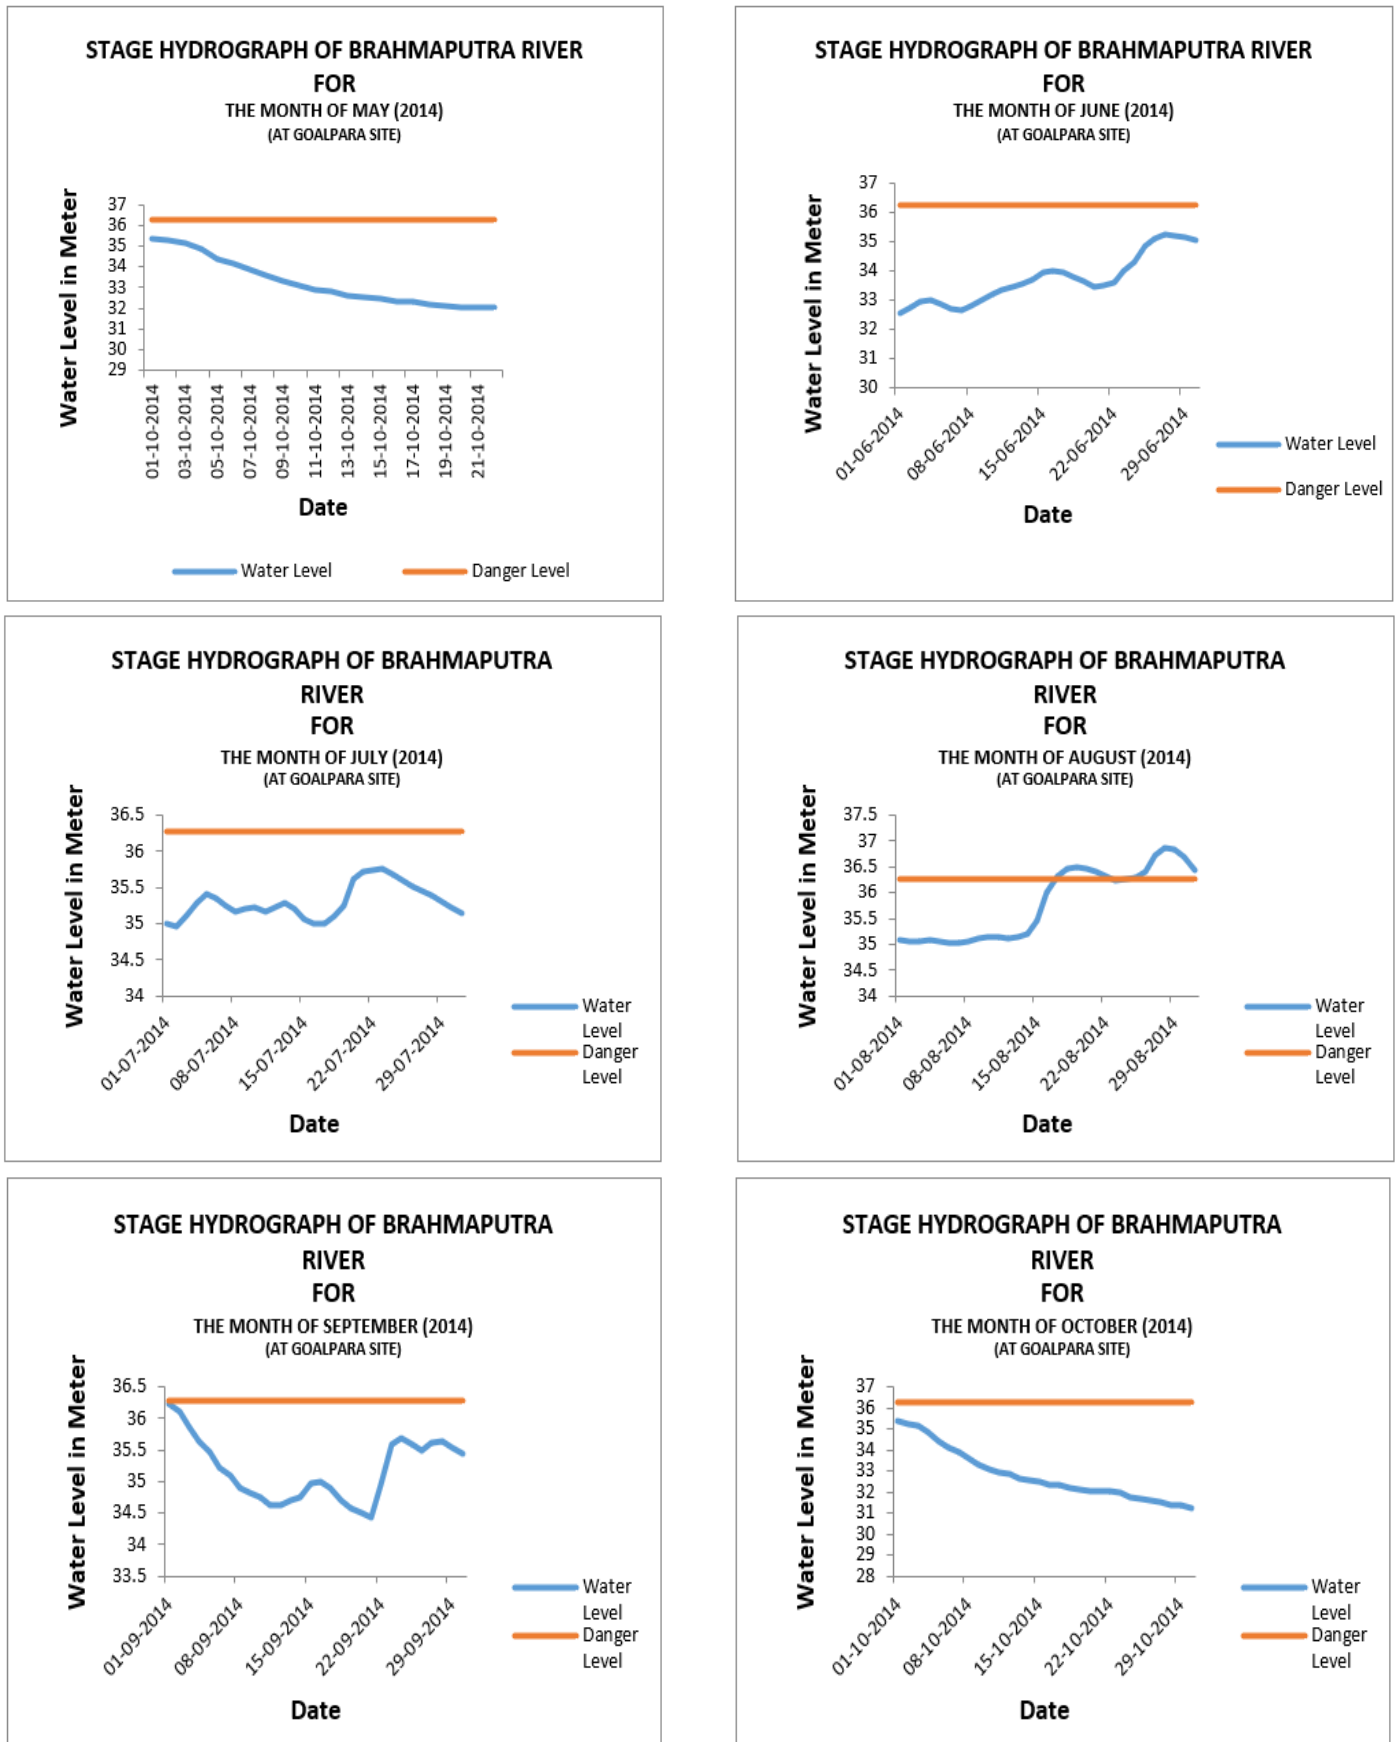 STAGE HYDROGRAPH OF BRAHMAPUTRA RIVER
FOR
THE MONTH OF MAY (2014)
(AT GOALPARA SITE)
Water Level in Meter
37
36
35
34
33
32
31
30
29
01-10-2014
03-10-2014
05-10-2014
07-10-2014
09-10-2014
11-10-2014
13-10-2014
15-10-2014
17-10-2014
19-10-2014
21-10-2014
Date
Water Level
Danger Level
STAGE HYDROGRAPH OF BRAHMAPUTRA RIVER
FOR
THE MONTH OF JUNE (2014)
(AT GOALPARA SITE)
Water Level in Meter
37
36
35
34
33
32
31
30
01-06-2014
08-06-2014
15-06-2014
22-06-2014
29-06-2014
Date
Water Level
Danger Level
STAGE HYDROGRAPH OF BRAHMAPUTRA
RIVER
FOR
THE MONTH OF JULY (2014)
(AT GOALPARA SITE)
Water Level in Meter
36.5
36
35.5
35
34.5
34
01-07-2014
08-07-2014
15-07-2014
22-07-2014
29-07-2014
Date
Water
Level
Danger
Level
STAGE HYDROGRAPH OF BRAHMAPUTRA
RIVER
FOR
THE MONTH OF AUGUST (2014)
(AT GOALPARA SITE)
Water Level in Meter
37.5
37
36.5
36
35.5
35
34.5
34
01-08-2014
08-08-2014
15-08-2014
22-08-2014
29-08-2014
Date
Water
Level
Danger
Level
STAGE HYDROGRAPH OF BRAHMAPUTRA
RIVER
FOR
THE MONTH OF SEPTEMBER (2014)
(AT GOALPARA SITE)
Water Level in Meter
36.5
36
35.5
35
34.5
34
33.5
01-09-2014
08-09-2014
15-09-2014
22-09-2014
29-09-2014
Date
Water
Level
Danger
Level
STAGE HYDROGRAPH OF BRAHMAPUTRA
RIVER
FOR
THE MONTH OF OCTOBER (2014)
(AT GOALPARA SITE)
Water Level in Meter
37
36
35
34
33
32
31
30
29
28
01-10-2014
08-10-2014
15-10-2014
22-10-2014
29-10-2014
Date
Water
Level
Danger
Level